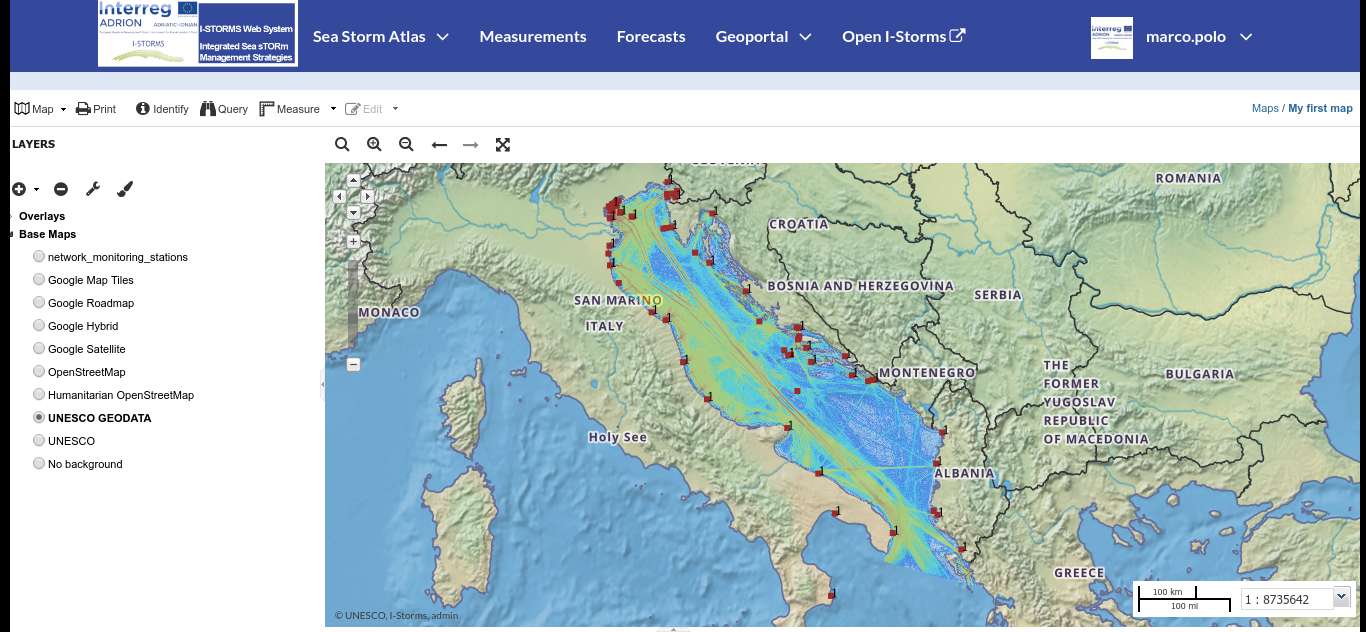 Interreg
ADRION ADRIATIC-IONIAN
I-STORMS
I-STORMS Web System
Integrated Sea sTORm
Management Strategies
Sea Storm Atlas
Measurements
Forecasts
Geoportal
Open I-Storms
marco.polo
Map
Print
Identify
Query
Measure
Edit
Maps / My first map
LAYERS
Overlays
Base Maps
network_monitoring_stations
Google Map Tiles
Google Roadmap
Google Hybrid
Google Satellite
OpenStreetMap
Humanitarian OpenStreetMap
UNESCO GEODATA
UNESCO
No background
SLOVENIA
ROMANIA
CROATIA
BOSNIA AND HERZEGOVINA
SERBIA
SAN MARINO
MONACO
ITALY
MONTENEGRO
THE
FORMER
YUGOSLAV
REPUBLIC
OF MACEDONIA
BULGARIA
Holy See
ALBANIA
GREECE
100 km
100 mi
1 : 8735642
© UNESCO, I-Storms, admin